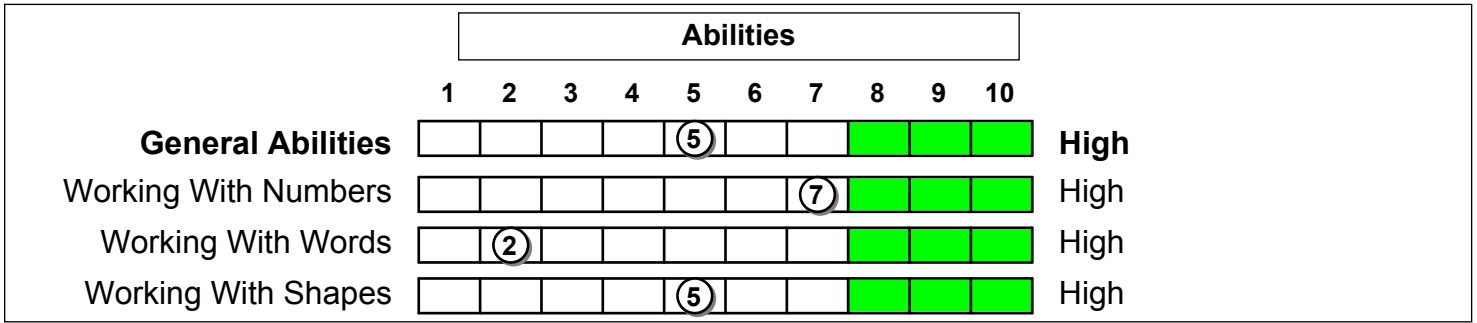 Abilities
1 2 3 4 5 6 7 8 9 10
General Abilities 5 High
Working With Numbers 7 High
Working With Words 2 High
Working With Shapes 5 High